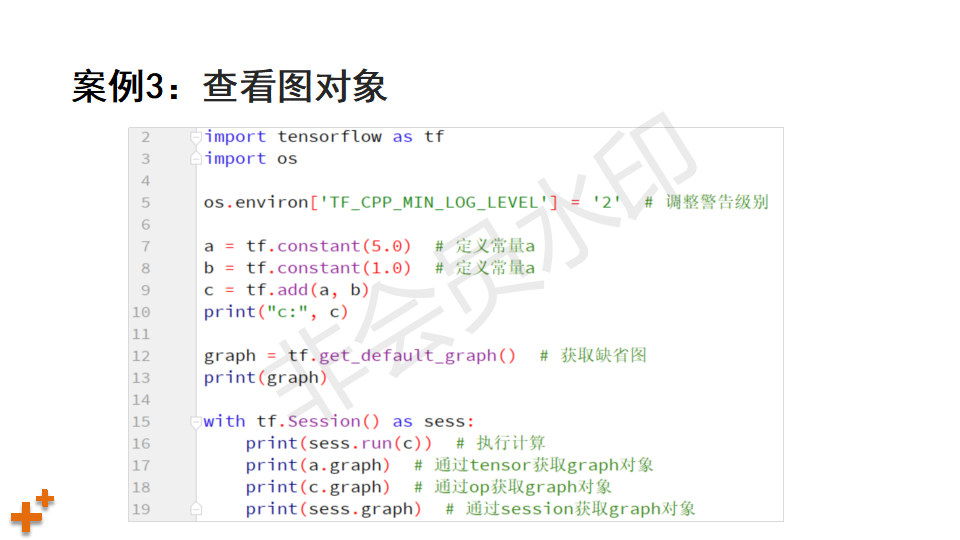 案例3：查看图对象
2 import tensorflow as tf
3 import os
4
5 os.environ['TF_CPP_MIN_LOG_LEVEL'] = '2'  # 调整警告级别
6
7 a = tf.constant(5.0)  # 定义常量a
8 b = tf.constant(1.0)  # 定义常量a
9 c = tf.add(a, b)
10 print("c:", c)
11
12 graph = tf.get_default_graph()  # 获取缺省图
13 print(graph)
14
15 with tf.Session() as sess:
16     print(sess.run(c))  # 执行计算
17     print(a.graph)  # 通过tensor获取graph对象
18     print(c.graph)  # 通过op获取graph对象
19     print(sess.graph)  # 通过session获取graph对象
非会员水印